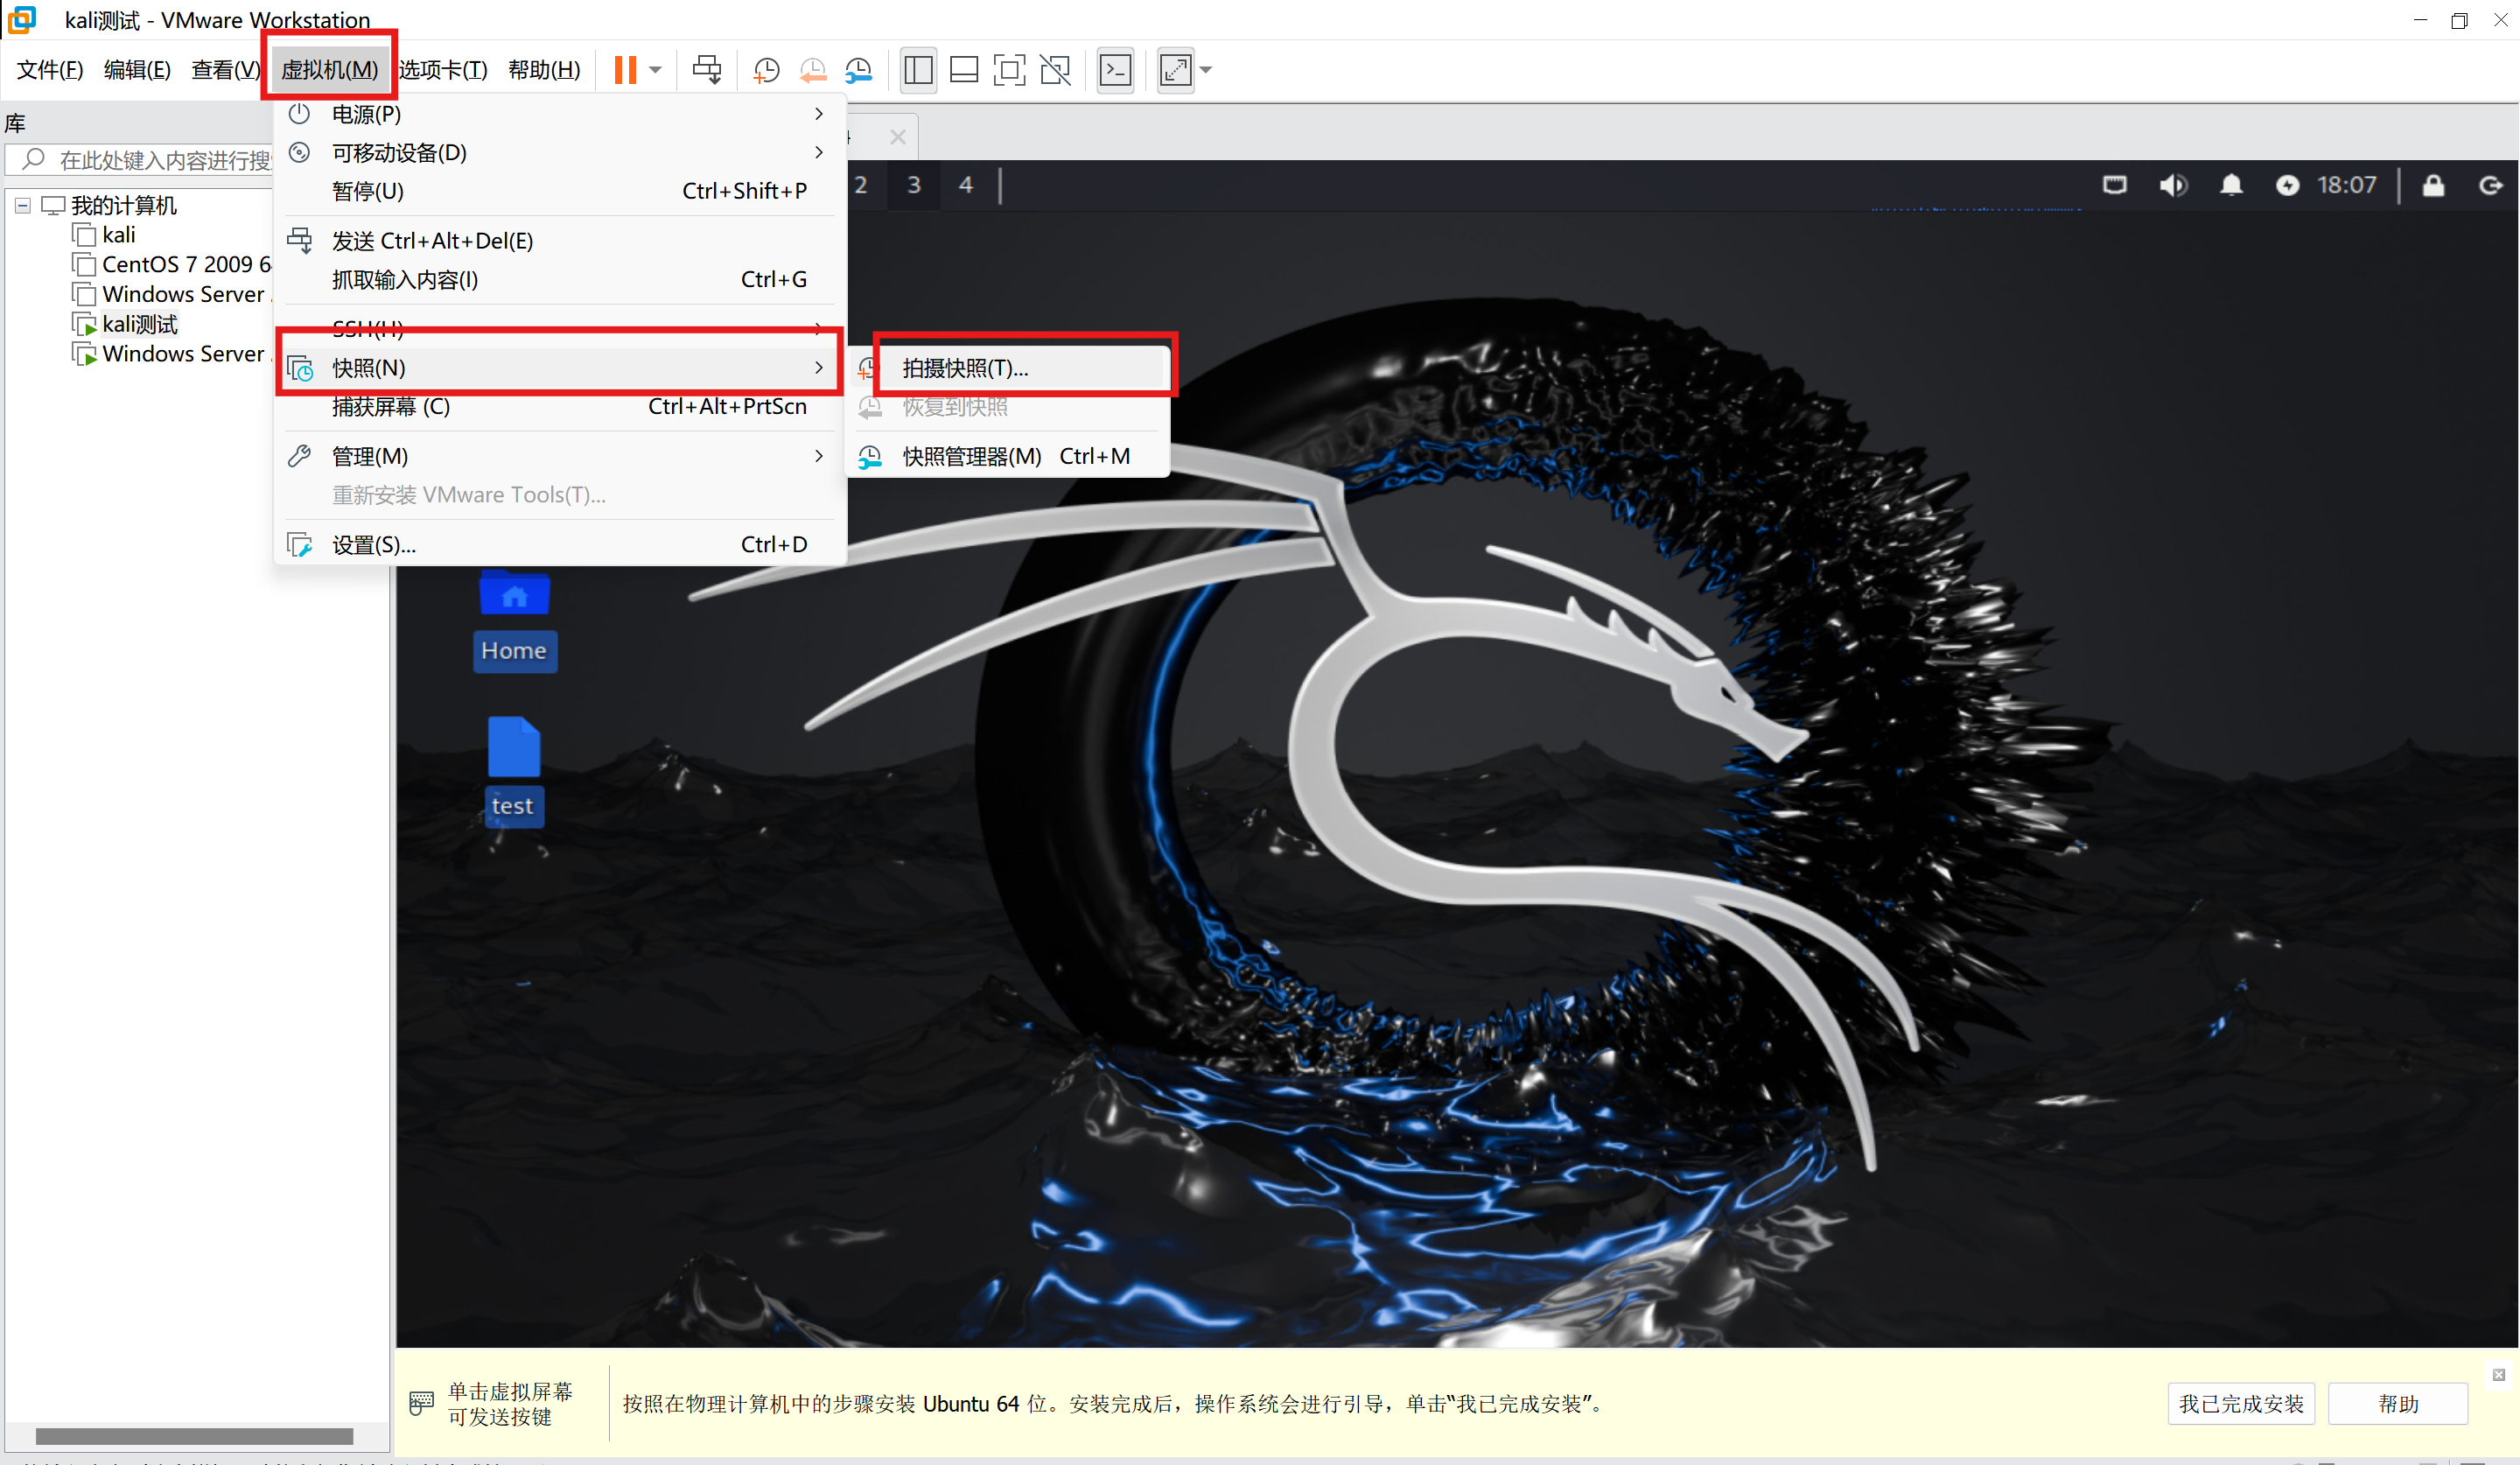 kali测试 - VMware Workstation
文件(F) 编辑(E) 查看(V) 虚拟机(M) 选项卡(T) 帮助(H)
库
在此处键入内容进行搜
我的计算机
kali
CentOS 7 2009 6
Windows Server
kali测试
Windows Server
电源(P)
可移动设备(D)
暂停(U) Ctrl+Shift+P
发送 Ctrl+Alt+Del(E)
抓取输入内容(I) Ctrl+G
SSH(H)
快照(N)
捕获屏幕 (C) Ctrl+Alt+PrtScn
管理(M)
重新安装 VMware Tools(T)...
设置(S)... Ctrl+D
拍摄快照(T)...
恢复到快照
快照管理器(M) Ctrl+M
2 3 4
18:07
Home
test
单击虚拟屏幕
可发送按键
按照在物理计算机中的步骤安装 Ubuntu 64 位。安装完成后，操作系统会进行引导，单击“我已完成安装”。
我已完成安装
帮助